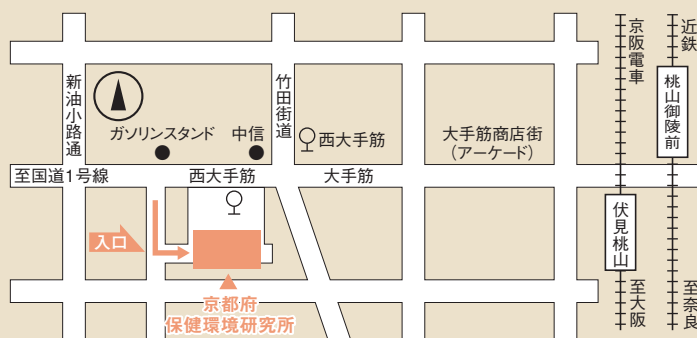 新油小路通
竹田街道
京阪電車
近鉄
桃山御陵前
ガソリンスタンド
中信
西大手筋
大手筋商店街
（アーケード）
至国道1号線
西大手筋
大手筋
伏見桃山
入口
至大阪
至奈良
京都府
保健環境研究所